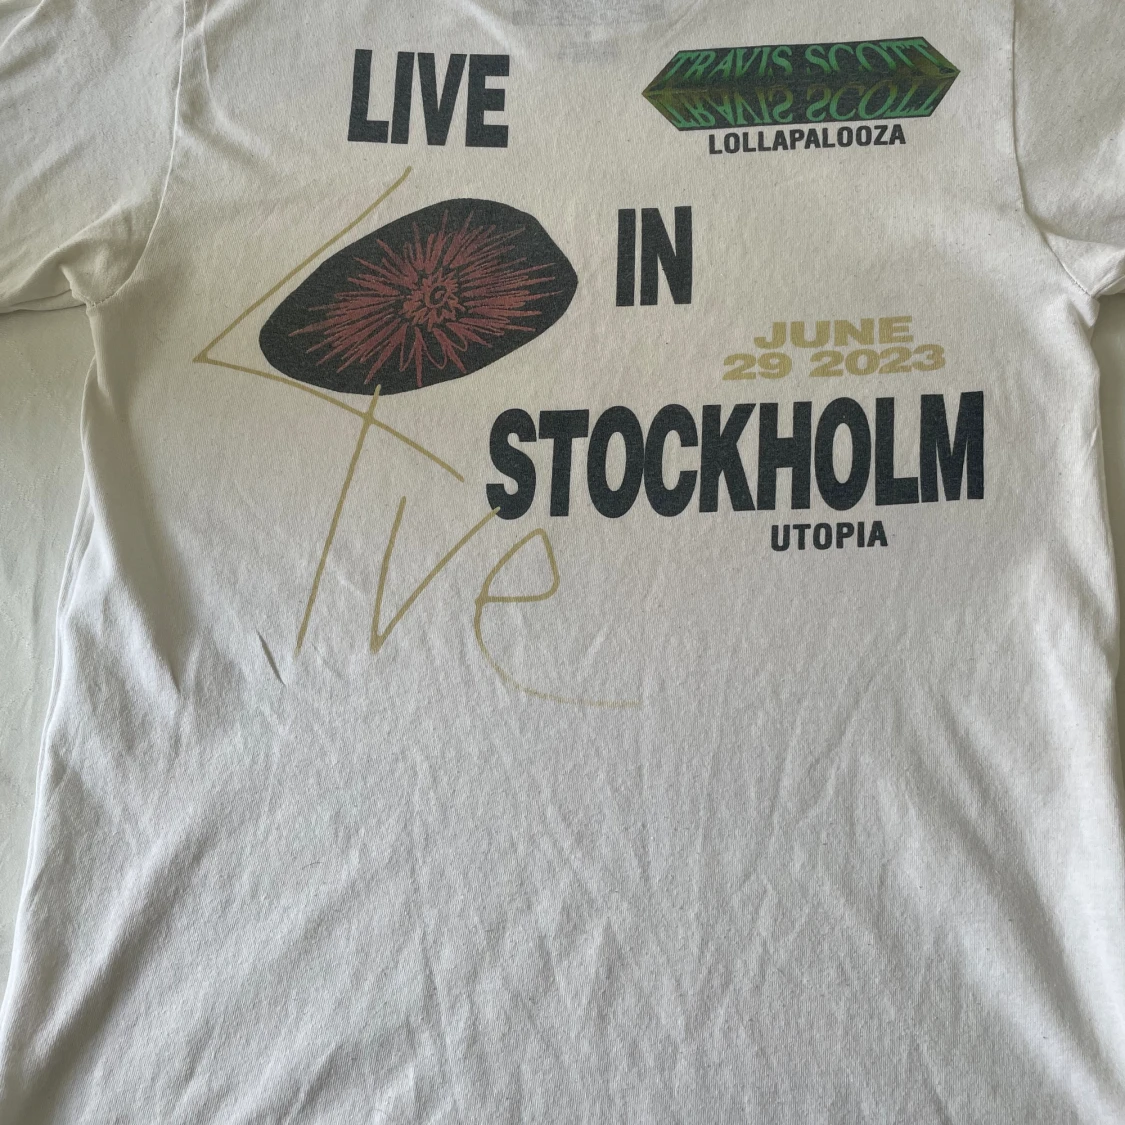 LIVE
TRAVIS SCOTT
TRAVIS SCOTT
LOLLAPALOOZA
IN
JUNE
29 2023
STOCKHOLM
UTOPIA
Live